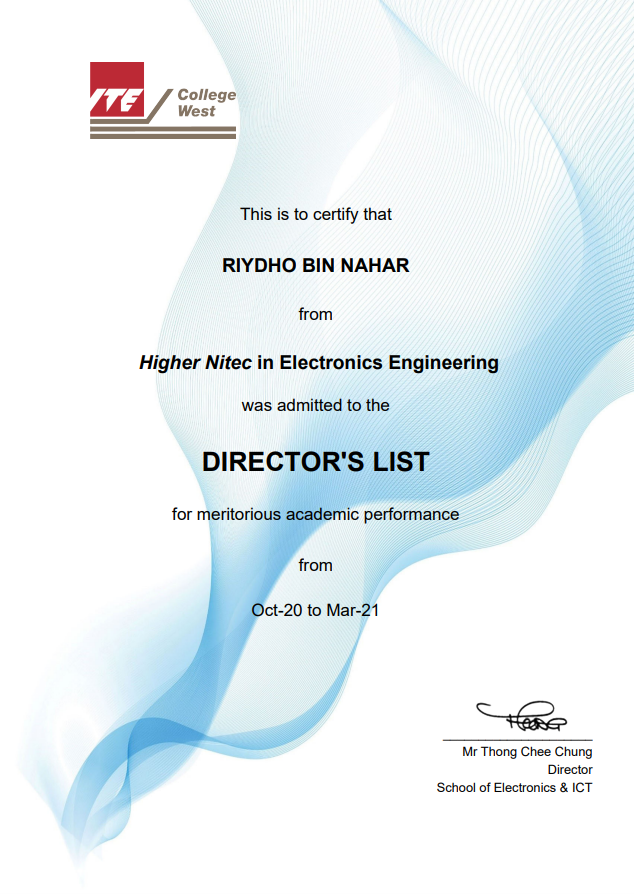 ITE
College
West
This is to certify that
RIYDHO BIN NAHAR
from
Higher Nitec in Electronics Engineering
was admitted to the
DIRECTOR'S LIST
for meritorious academic performance
from
Oct-20 to Mar-21
Mr Thong Chee Chung
Director
School of Electronics & ICT